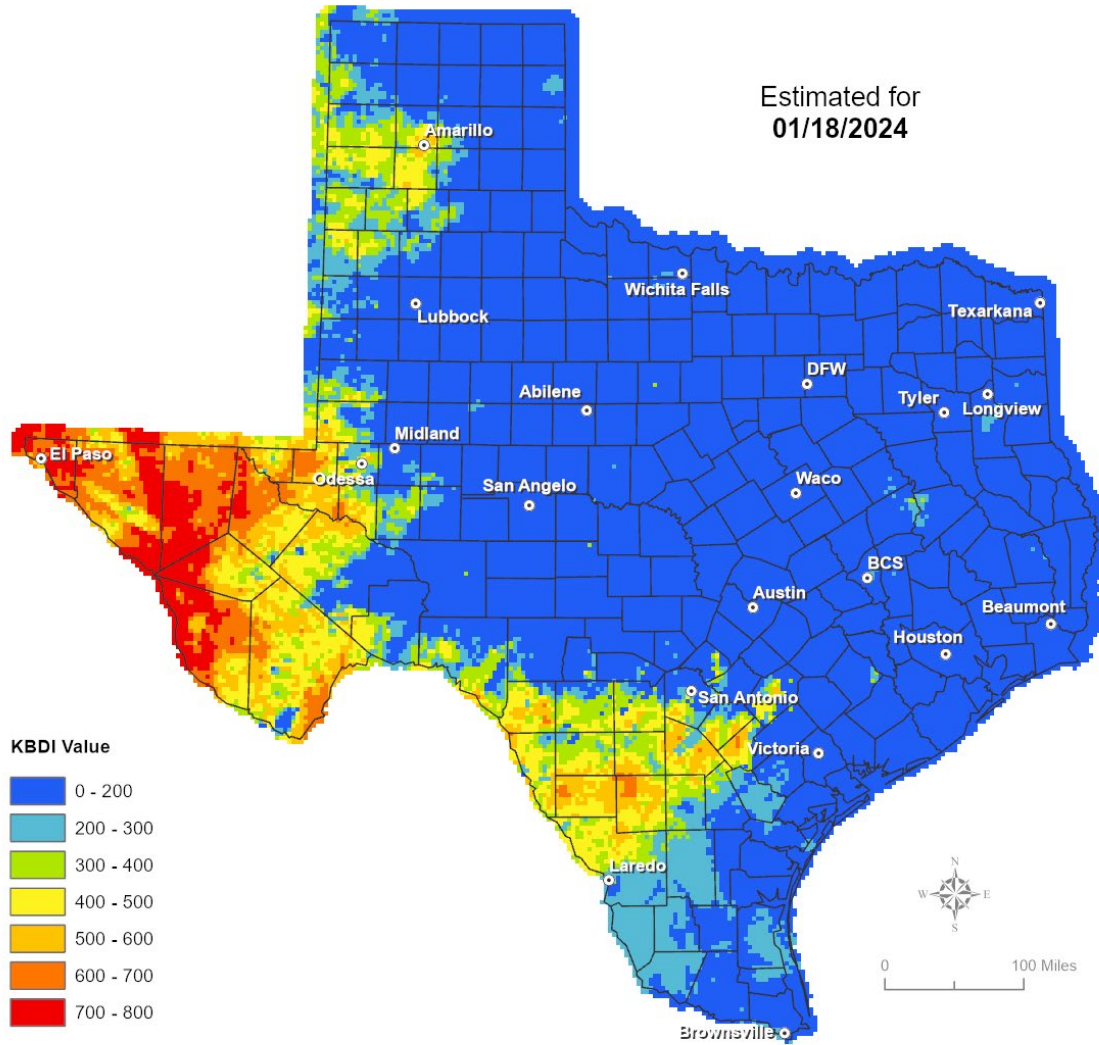 Estimated for
01/18/2024
Amarillo
Wichita Falls
Lubbock
Texarkana
DFW
Abilene
Tyler
Longview
Midland
El Paso
Odessa
San Angelo
Waco
BCS
Austin
Beaumont
Houston
San Antonio
Victoria
KBDI Value
0 - 200
200 - 300
300 - 400
400 - 500
500 - 600
600 - 700
700 - 800
Laredo
N
W E
S
0 100 Miles
Brownsville